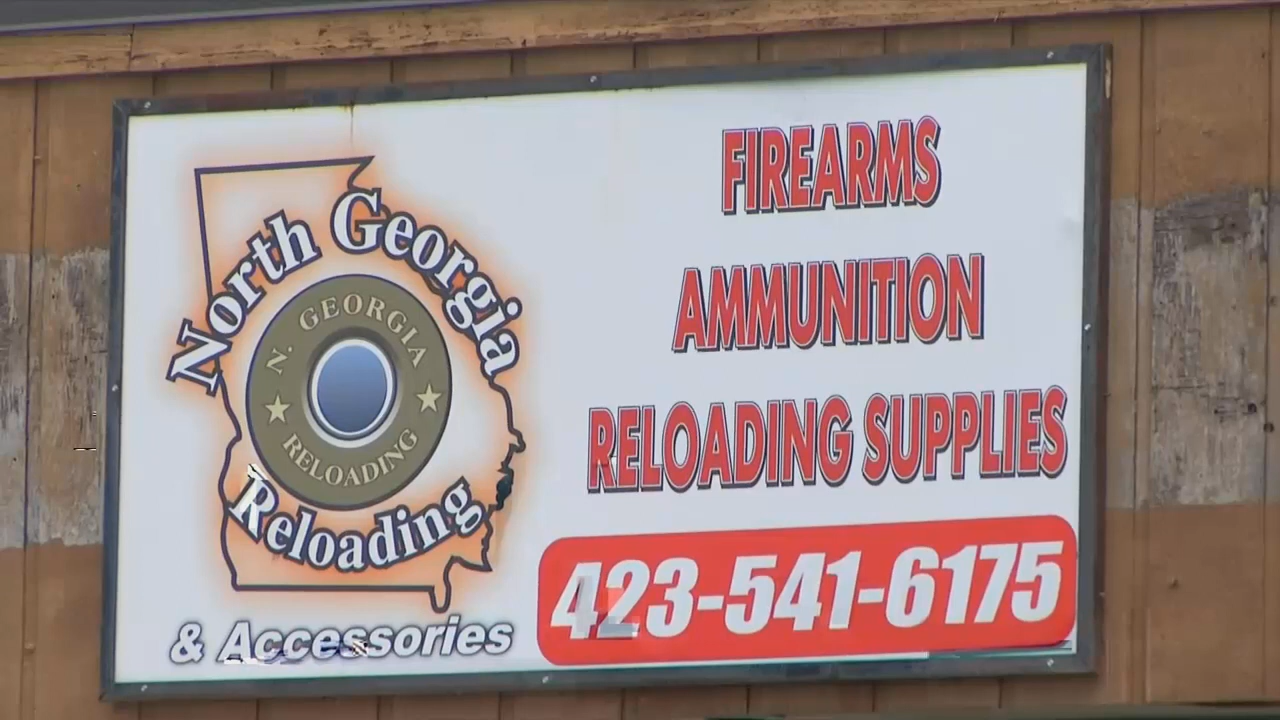 North Georgia
N. GEORGIA
RELOADING
Reloading
& Accessories
FIREARMS
AMMUNITION
RELOADING SUPPLIES
423-541-6175